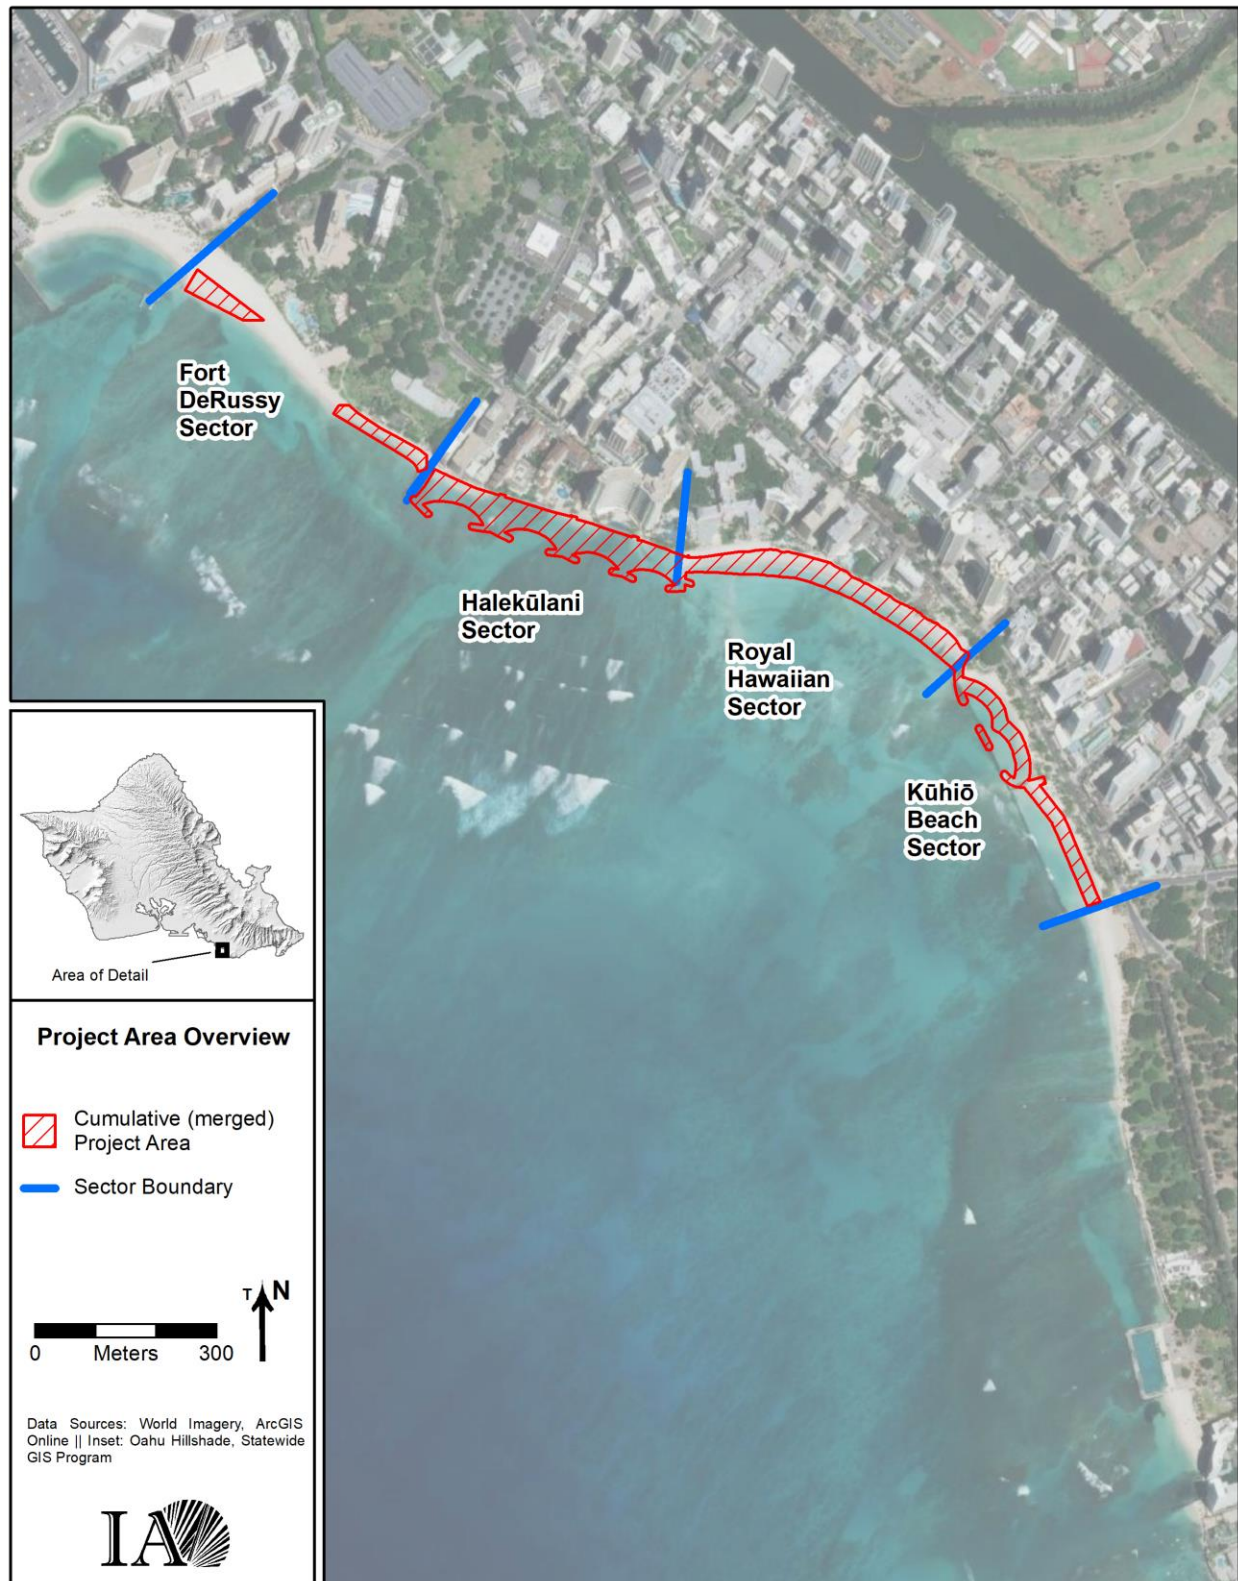 Fort
DeRussy
Sector
Halekūlani
Sector
Royal
Hawaiian
Sector
Kūhiō
Beach
Sector
Area of Detail
Project Area Overview
Cumulative (merged)
Project Area
Sector Boundary
T N
0 Meters 300
Data Sources: World Imagery, ArcGIS
Online || Inset: Oahu Hillshade, Statewide
GIS Program
IA